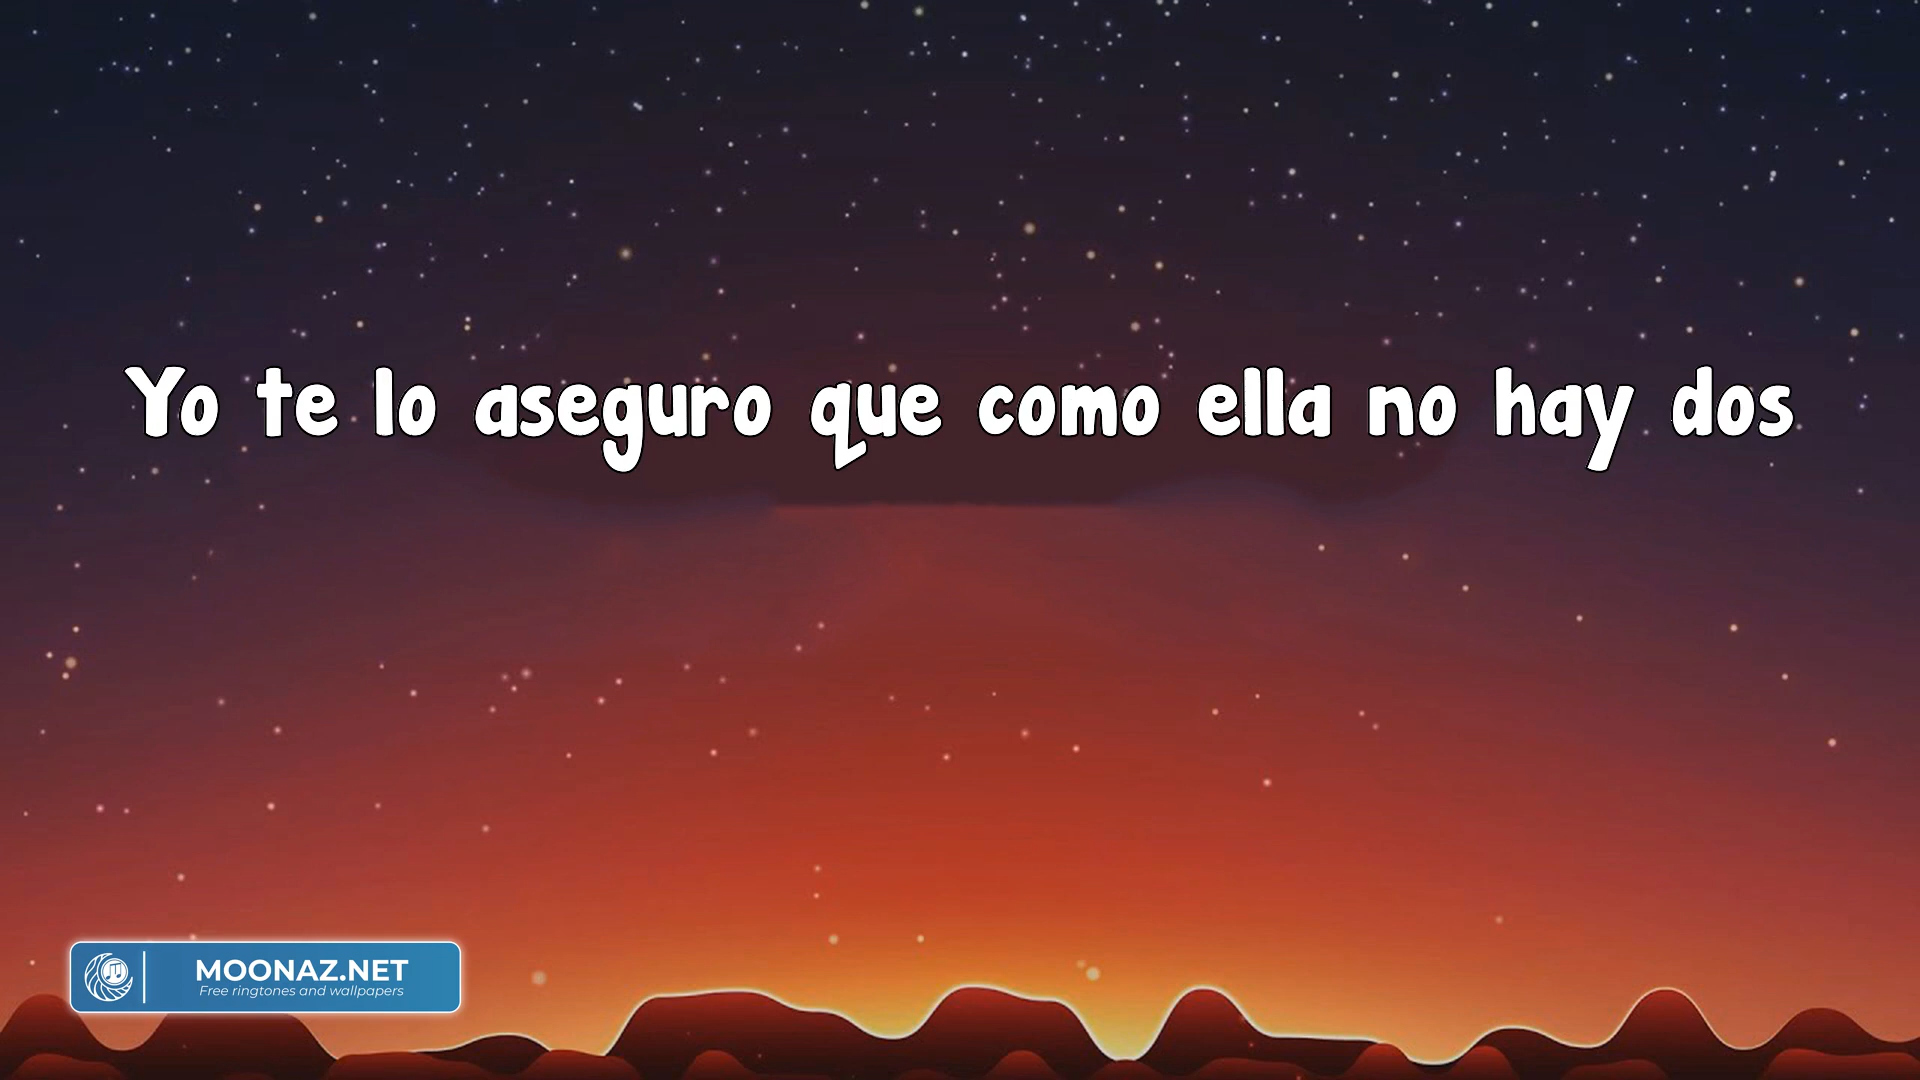 Yo te lo aseguro que como ella no hay dos
MOONAZ.NET
Free ringtones and wallpapers